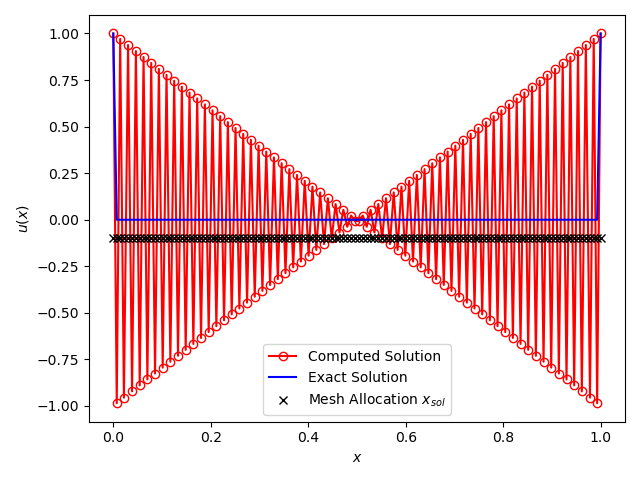 1.00
0.75
0.50
0.25
0.00
−0.25
−0.50
−0.75
−1.00
u(x)
Computed Solution
Exact Solution
Mesh Allocation x_sol
0.0 0.2 0.4 0.6 0.8 1.0
x